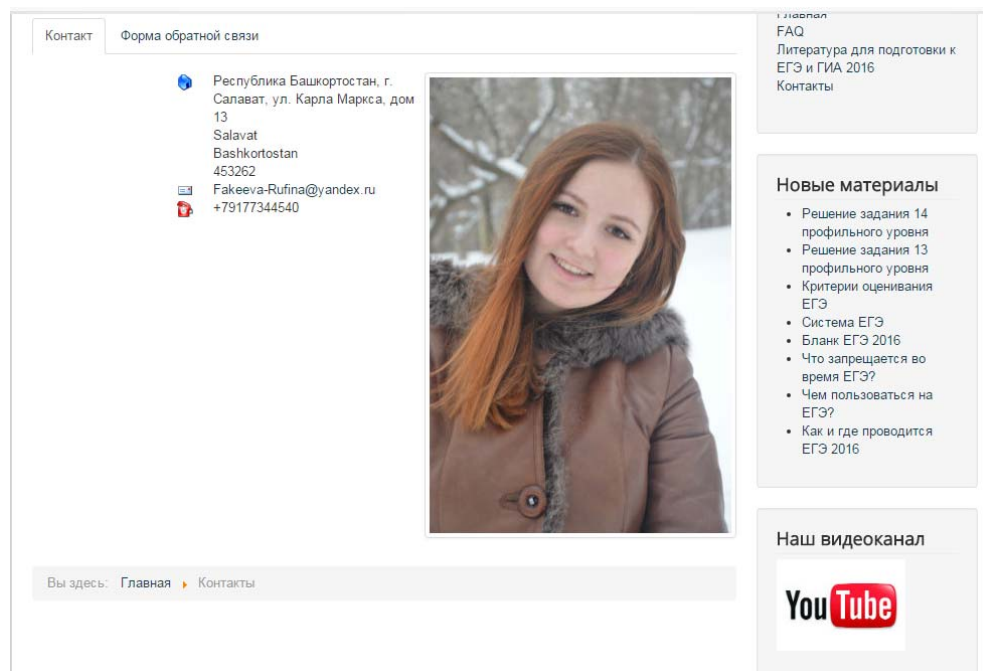 Контакт
Форма обратной связи
Республика Башкортостан, г.
Салават, ул. Карла Маркса, дом
13
Salavat
Bashkortostan
453262
Fakeeva-Rufina@yandex.ru
+79177344540
Вы здесь: Главная Контакты
Главная
FAQ
Литература для подготовки к
ЕГЭ и ГИА 2016
Контакты
Новые материалы
Решение задания 14
профильного уровня
Решение задания 13
профильного уровня
Критерии оценивания
ЕГЭ
Система ЕГЭ
Бланк ЕГЭ 2016
Что запрещается во
время ЕГЭ?
Чем пользоваться на
ЕГЭ?
Как и где проводится
ЕГЭ 2016
Наш видеоканал
You Tube